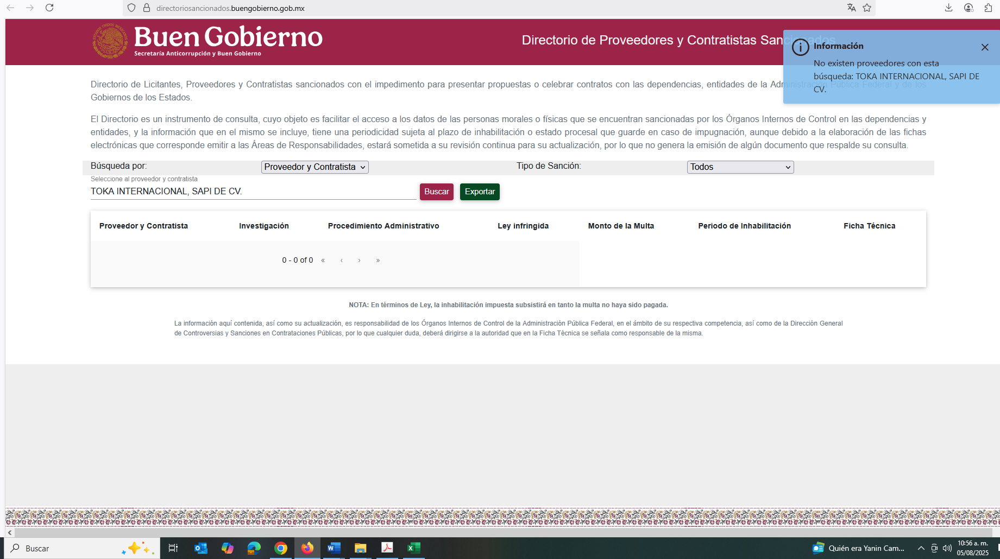 directoriosancionados.buengobierno.gob.mx
Buen Gobierno
Secretaría Anticorrupción y Buen Gobierno
Directorio de Proveedores y Contratistas Sancionados
Información
No existen proveedores con esta
búsqueda: TOKA INTERNACIONAL, SAPI DE
CV.
Directorio de Licitantes, Proveedores y Contratistas sancionados con el impedimento para presentar propuestas o celebrar contratos con las dependencias, entidades de la Administración Pública Federal y de los
Gobiernos de los Estados.
El Directorio es un instrumento de consulta, cuyo objeto es facilitar el acceso a los datos de las personas morales o físicas que se encuentran sancionadas por los Órganos Internos de Control en las dependencias y
entidades, y la información que en el mismo se incluye, tiene una periodicidad sujeta al plazo de inhabilitación o estado procesal que guarde en caso de impugnación, aunque debido a la elaboración de las fichas
electrónicas que corresponde emitir a las Áreas de Responsabilidades, estará sometida a su revisión continua para su actualización, por lo que no genera la emisión de algún documento que respalde su consulta.
Búsqueda por: Proveedor y Contratista Tipo de Sanción: Todos
Seleccione al proveedor y contratista
TOKA INTERNACIONAL, SAPI DE CV. Buscar Exportar
Proveedor y Contratista Investigación Procedimiento Administrativo Ley infringida Monto de la Multa Periodo de Inhabilitación Ficha Técnica
0 - 0 of 0 « ‹ › »
NOTA: En términos de Ley, la inhabilitación impuesta subsistirá en tanto la multa no haya sido pagada.
La información aquí contenida, así como su actualización, es responsabilidad de los Órganos Internos de Control de la Administración Pública Federal, en el ámbito de su respectiva competencia, así como de la Dirección General
de Controversias y Sanciones en Contrataciones Públicas, por lo que cualquier duda, deberá dirigirse a la autoridad que en la Ficha Técnica se señala como responsable de la misma.
Buscar
Quién era Yanin Cam...
10:56 a. m.
05/08/2025